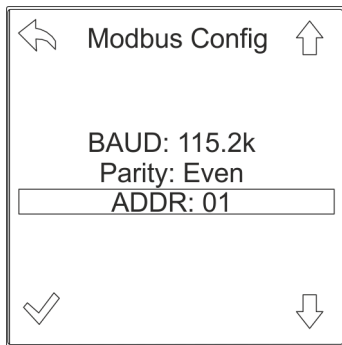 Modbus Config
BAUD: 115.2k
Parity: Even
ADDR: 01